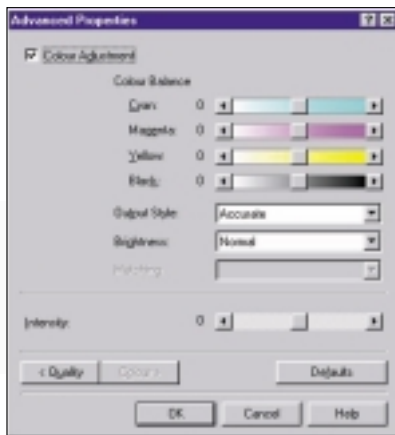 Advanced Properties
Colour Adjustment
Colour Balance
Cyan: 0
Magenta: 0
Yellow: 0
Black: 0
Output Style: Accurate
Brightness: Normal
Matching:
Intensity: 0
< Quality Colours Defaults
OK Cancel Help